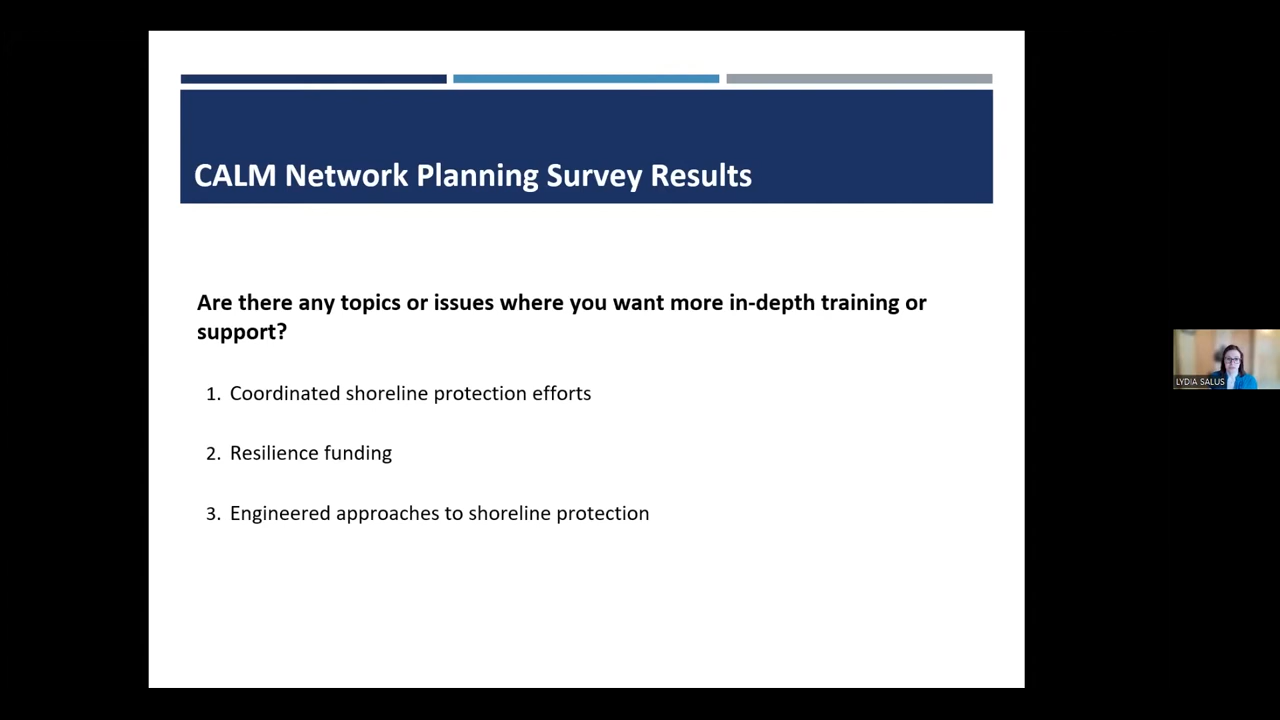 CALM Network Planning Survey Results
Are there any topics or issues where you want more in-depth training or
support?
1. Coordinated shoreline protection efforts
2. Resilience funding
3. Engineered approaches to shoreline protection
LYDIA SALUS